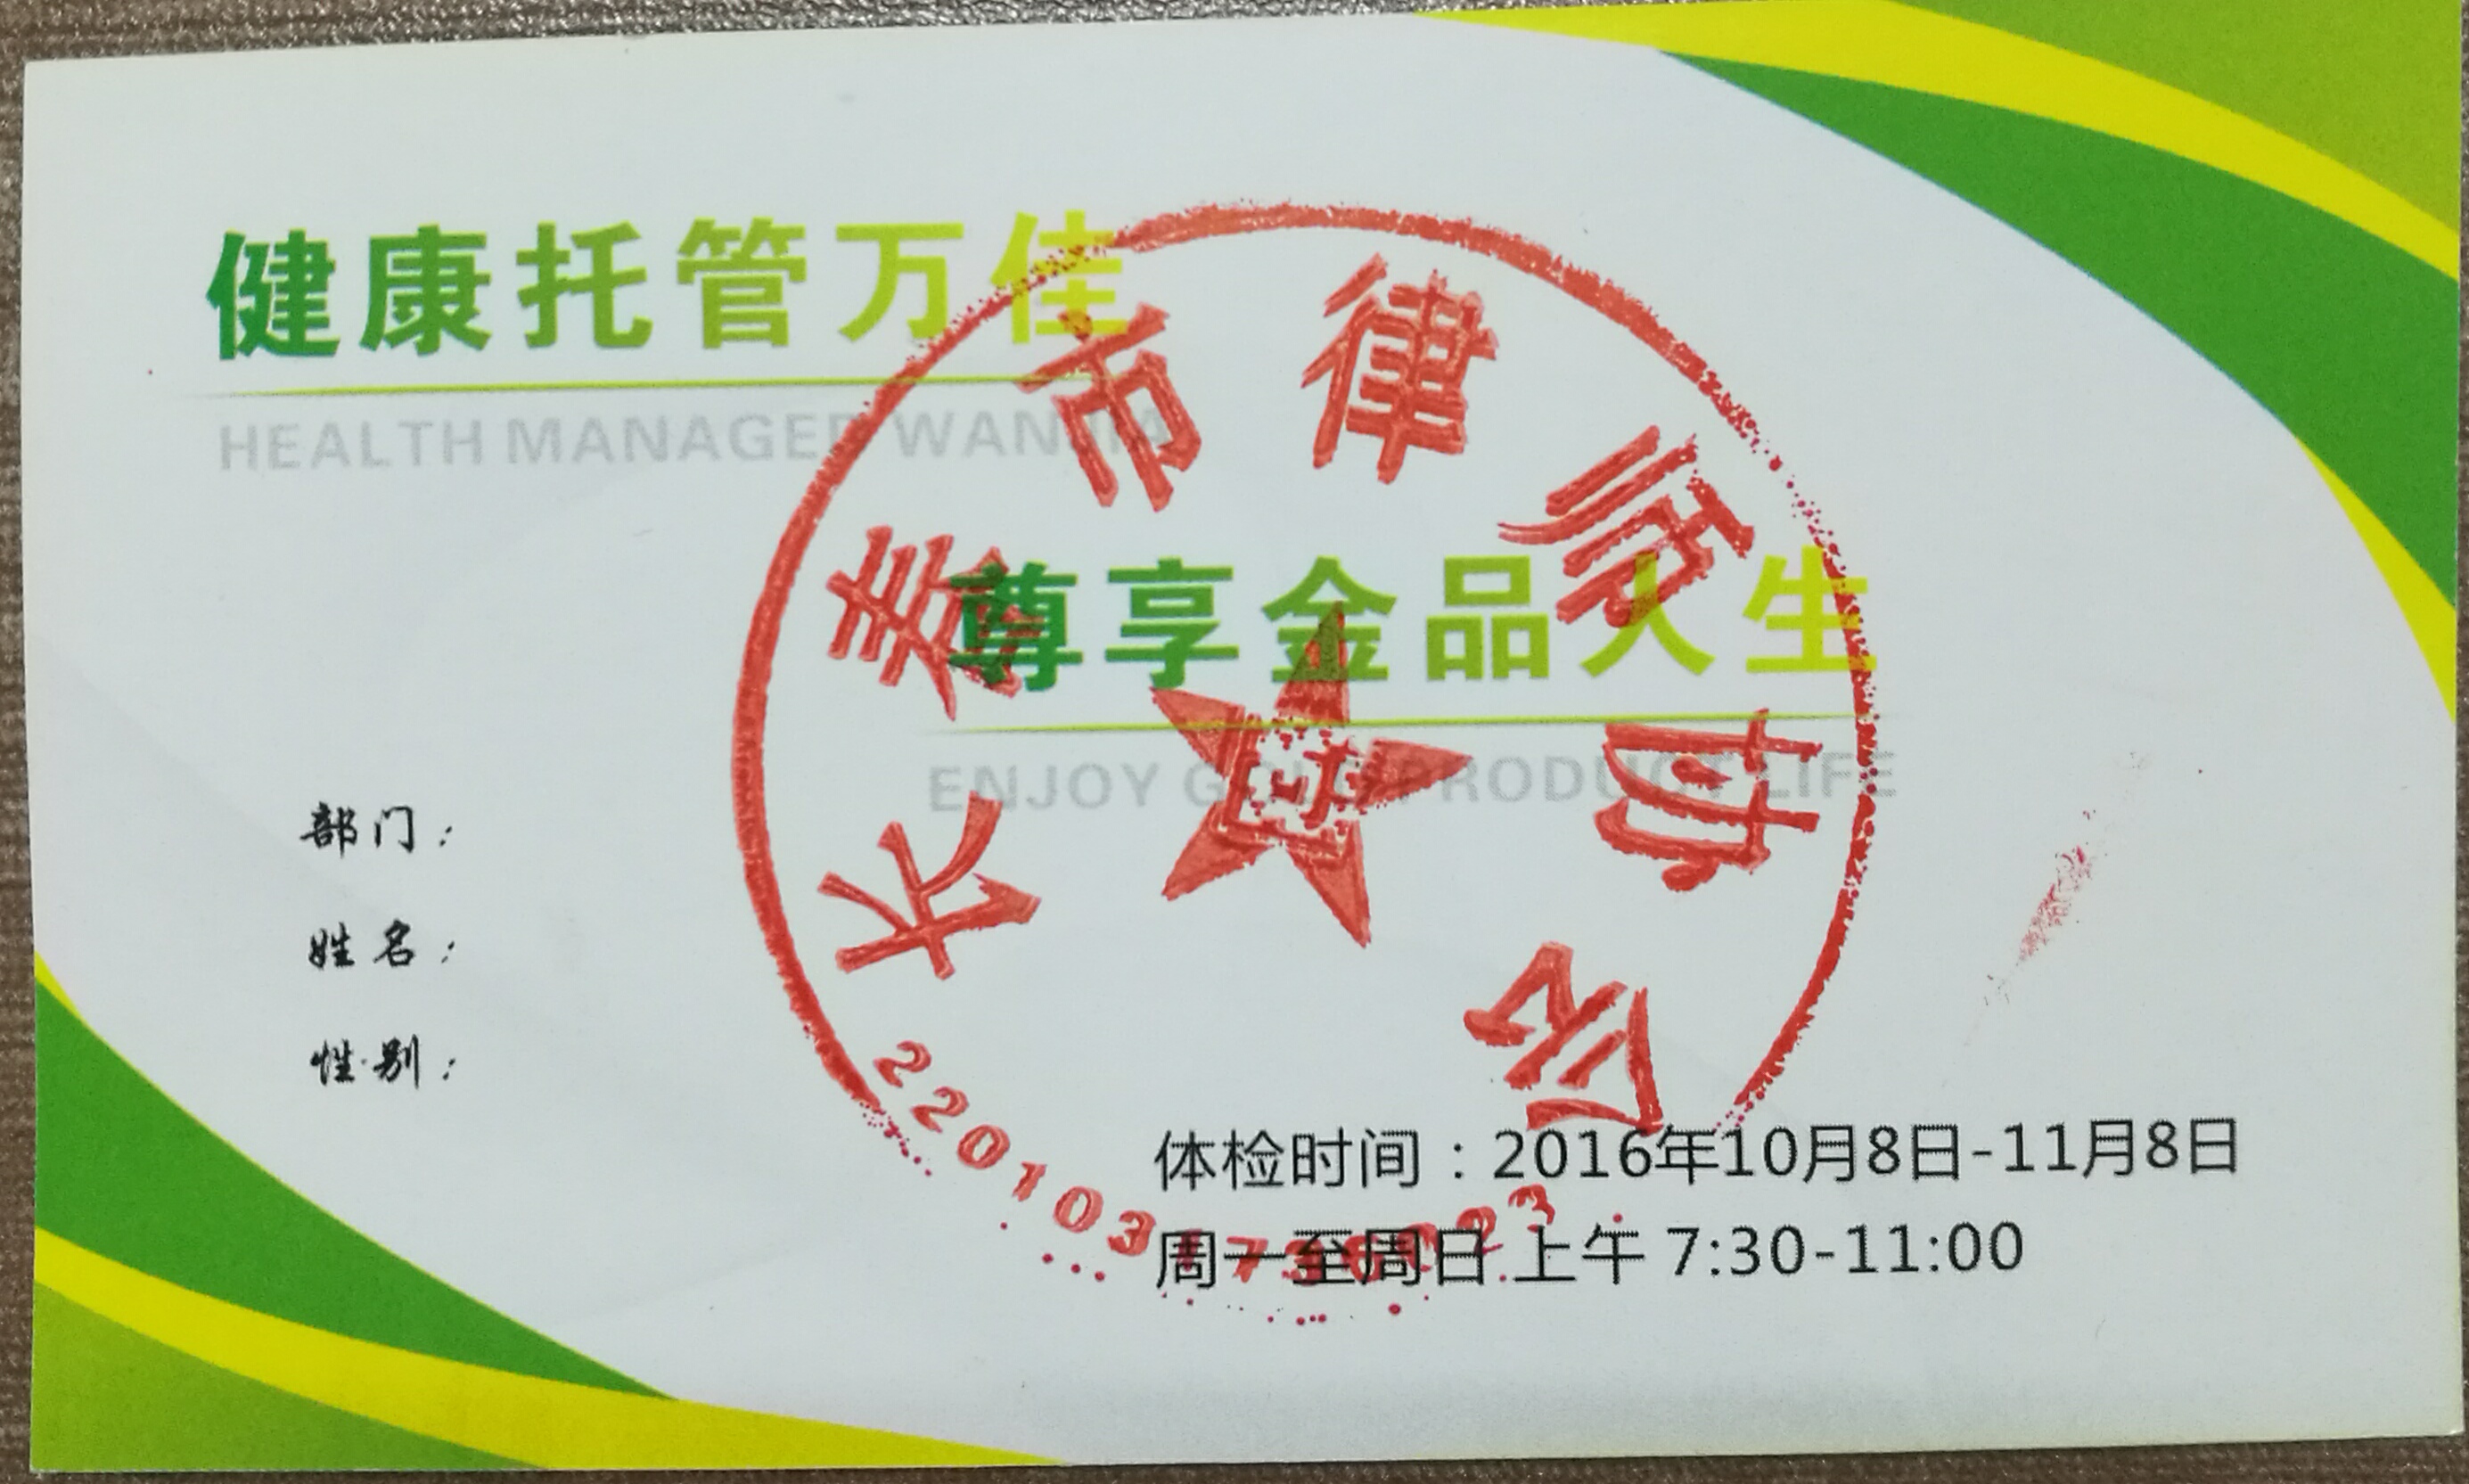 健康托管万佳
HEALTH MANAGER WANJIA
尊享金品人生
ENJOY GOLD PRODUCT LIFE
长春市律师协会
部门：
姓名：
性别：
体检时间：2016年10月8日-11月8日
周一至周日 上午 7:30-11:00